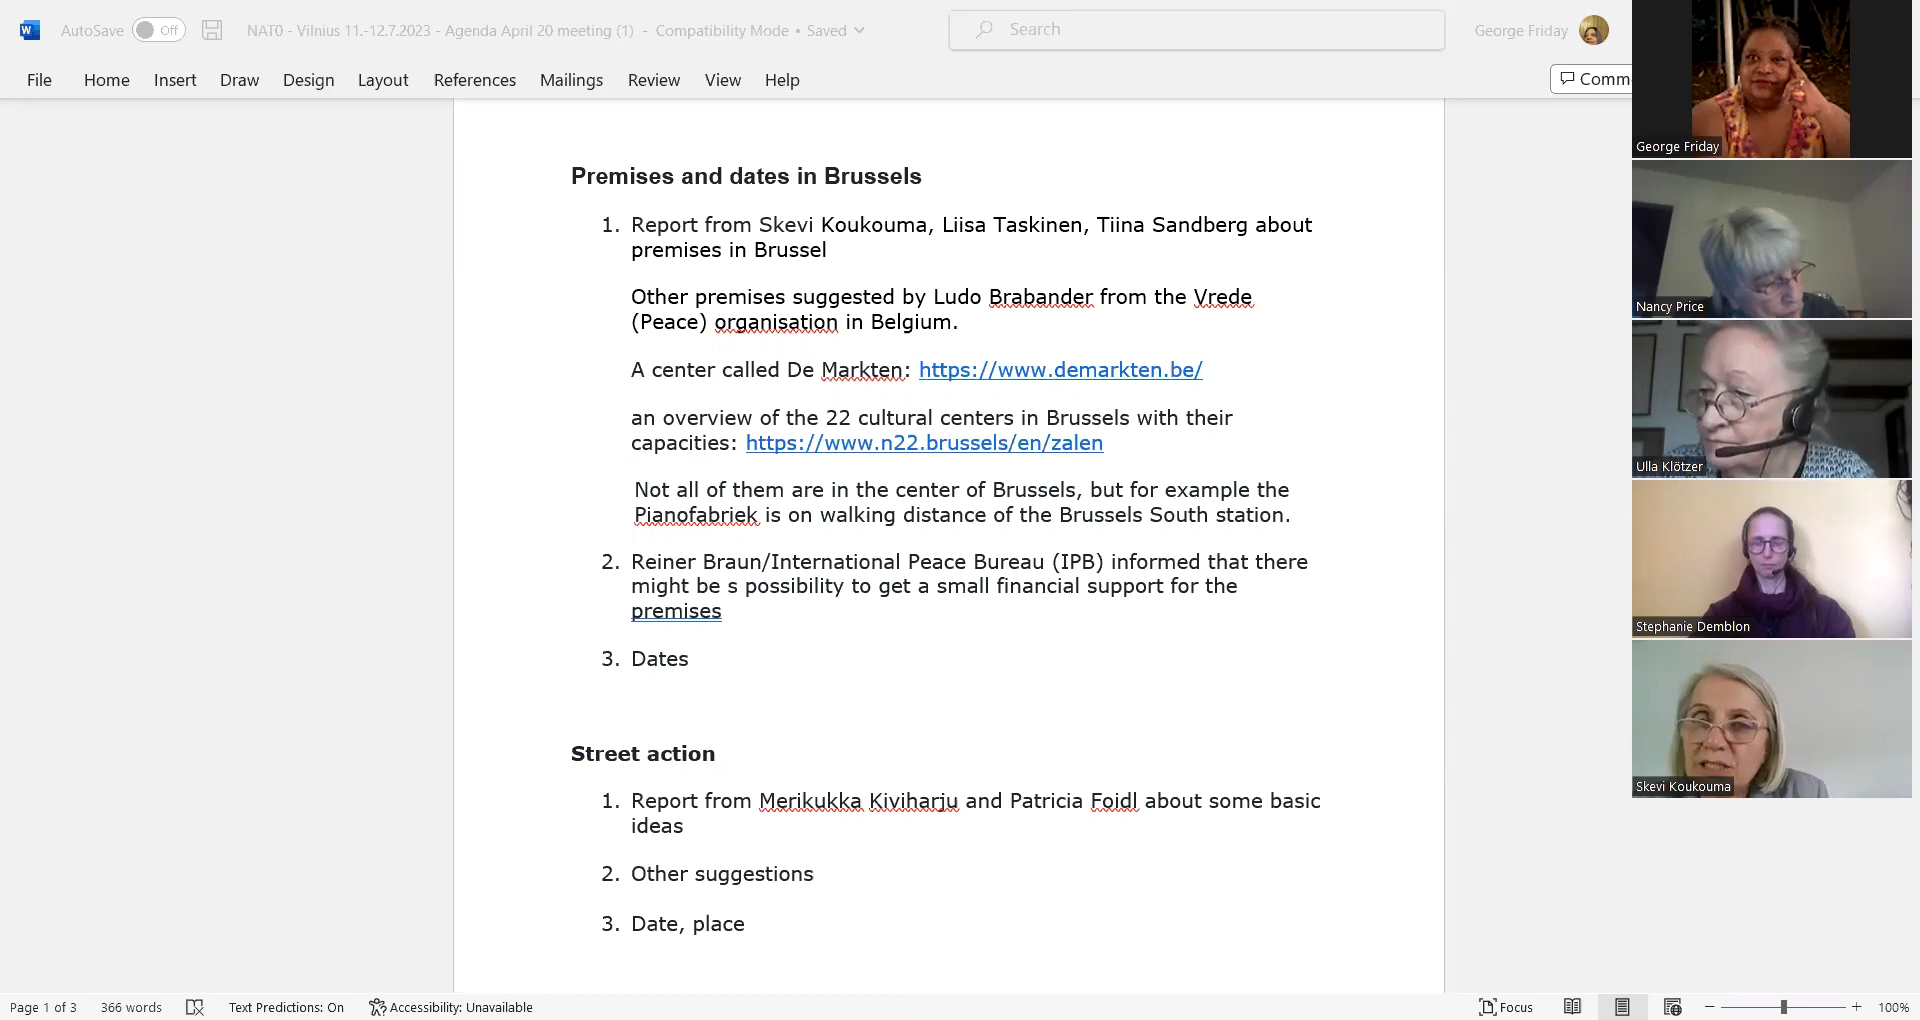 AutoSave Off NAT0 - Vilnius 11.-12.7.2023 - Agenda April 20 meeting (1) - Compatibility Mode • Saved Search George Friday
File Home Insert Draw Design Layout References Mailings Review View Help Comm
Premises and dates in Brussels
1. Report from Skevi Koukouma, Liisa Taskinen, Tiina Sandberg about
premises in Brussel
Other premises suggested by Ludo Brabander from the Vrede
(Peace) organisation in Belgium.
A center called De Markten: https://www.demarkten.be/
an overview of the 22 cultural centers in Brussels with their
capacities: https://www.n22.brussels/en/zalen
Not all of them are in the center of Brussels, but for example the
Pianofabriek is on walking distance of the Brussels South station.
2. Reiner Braun/International Peace Bureau (IPB) informed that there
might be s possibility to get a small financial support for the
premises
3. Dates
Street action
1. Report from Merikukka Kiviharju and Patricia Foidl about some basic
ideas
2. Other suggestions
3. Date, place
George Friday
Nancy Price
Ulla Klötzer
Stephanie Demblon
Skevi Koukouma
Page 1 of 3 366 words Text Predictions: On Accessibility: Unavailable Focus 100%